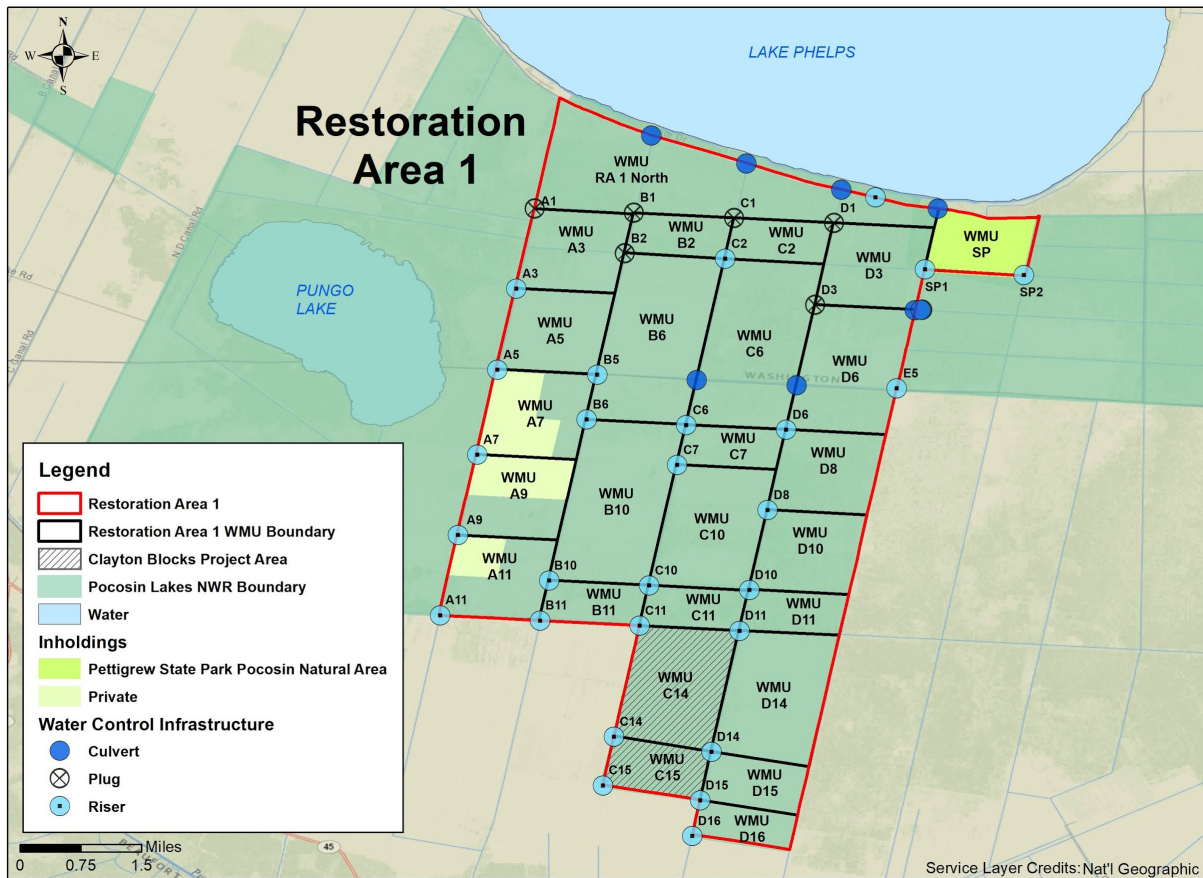 N
W
E
S
B Canal Rd
N D Canal Rd
LAKE PHELPS
Restoration
Area 1
WMU
RA 1 North
A1
B1
C1
D1
WMU
A3
B2
WMU
B2
C2
WMU
C2
WMU
D3
WMU
SP
SP1
SP2
PUNGO
LAKE
A3
D3
WMU
A5
WMU
B6
WMU
C6
WMU
D6
A5
B5
WASHINGTON
E5
WMU
A7
B6
C6
D6
A7
C7
WMU
C7
WMU
D8
WMU
A9
D8
WMU
B10
WMU
C10
WMU
D10
A9
WMU
A11
B10
C10
D10
A11
B11
WMU
B11
C11
WMU
C11
D11
WMU
D11
WMU
C14
WMU
D14
C14
D14
WMU
C15
C15
WMU
D15
D15
D16
WMU
D16
Legend
Restoration Area 1
Restoration Area 1 WMU Boundary
Clayton Blocks Project Area
Pocosin Lakes NWR Boundary
Water
Inholdings
Pettigrew State Park Pocosin Natural Area
Private
Water Control Infrastructure
Culvert
Plug
Riser
Miles
0 0.75 1.5
BEAUFORT
45
Service Layer Credits: Nat'l Geographic